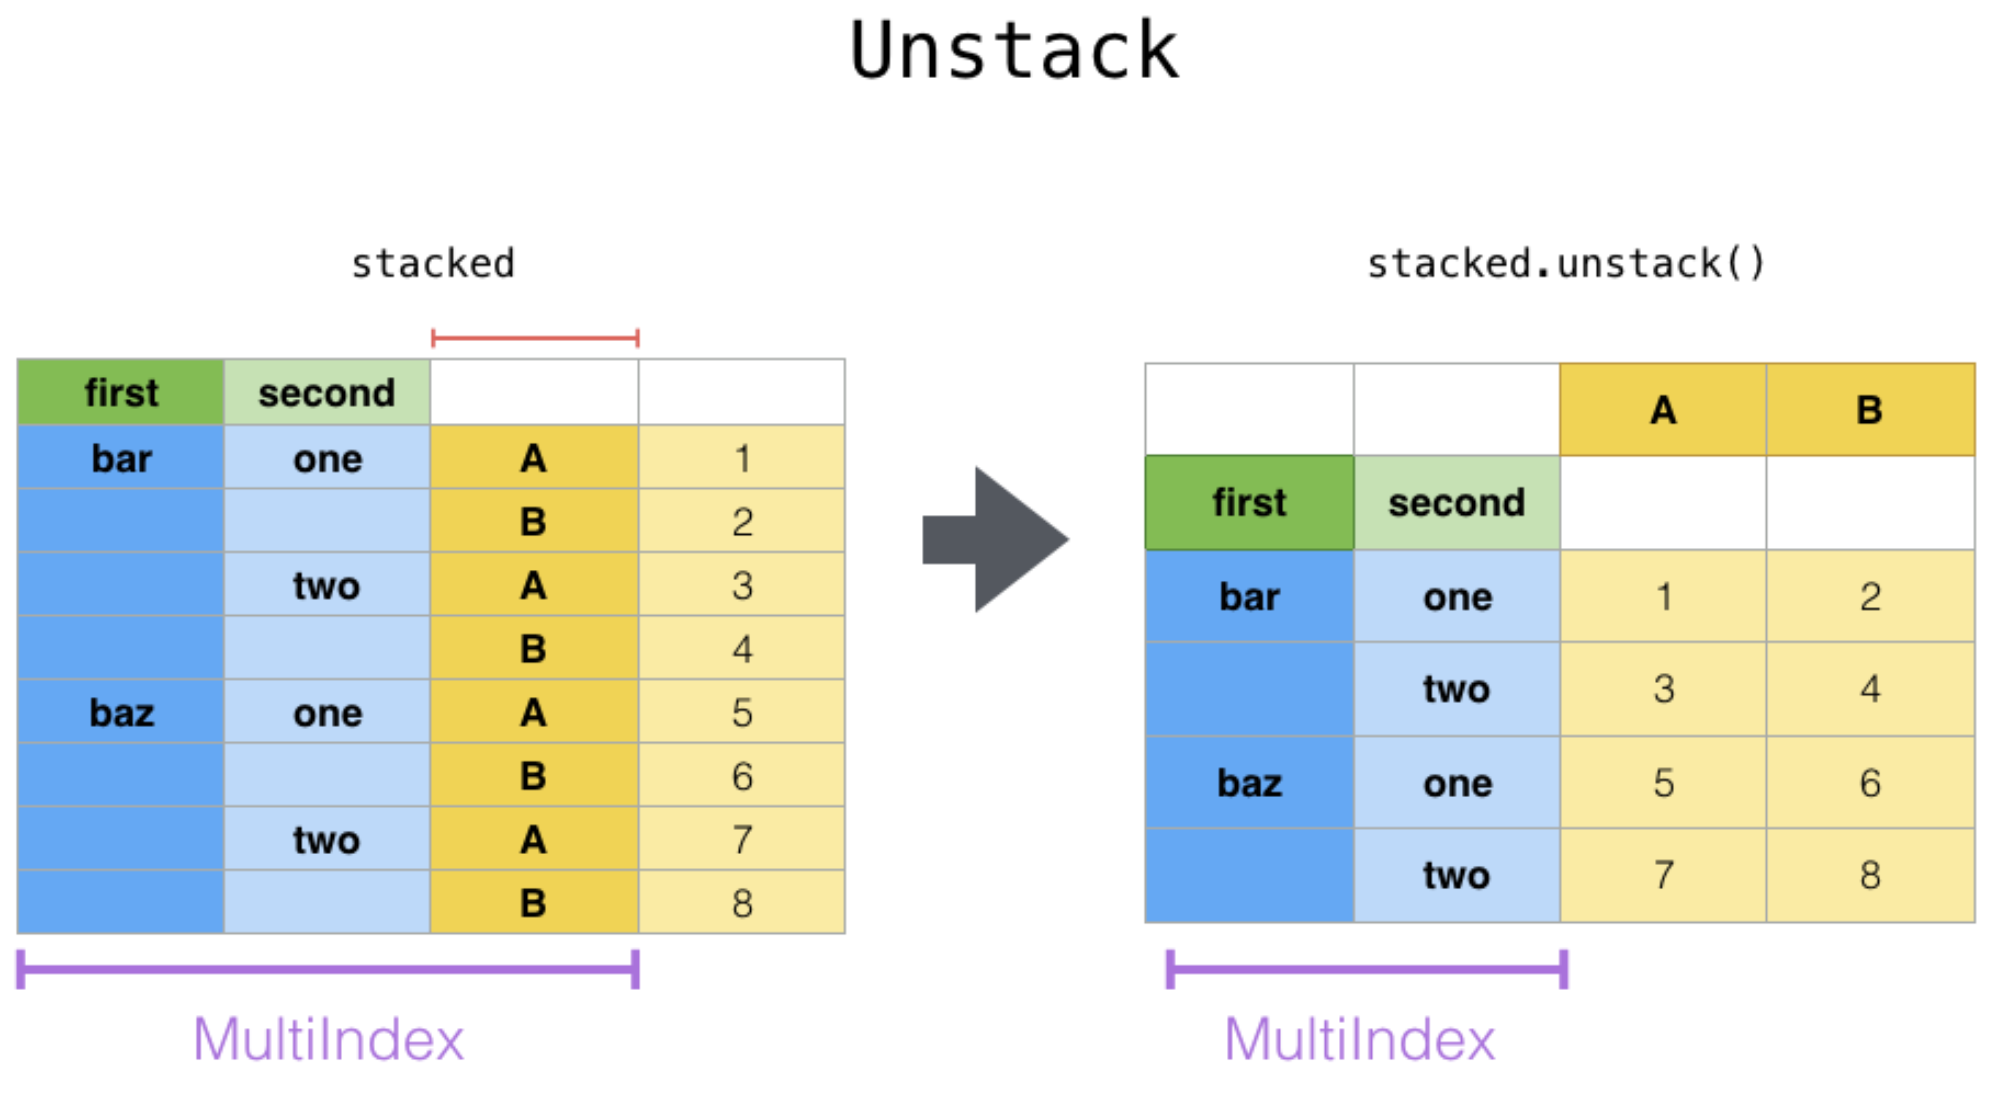 Unstack
stacked
first second
bar one A 1
B 2
two A 3
B 4
baz one A 5
B 6
two A 7
B 8
MultiIndex
stacked.unstack()
A B
first second
bar one 1 2
two 3 4
baz one 5 6
two 7 8
MultiIndex